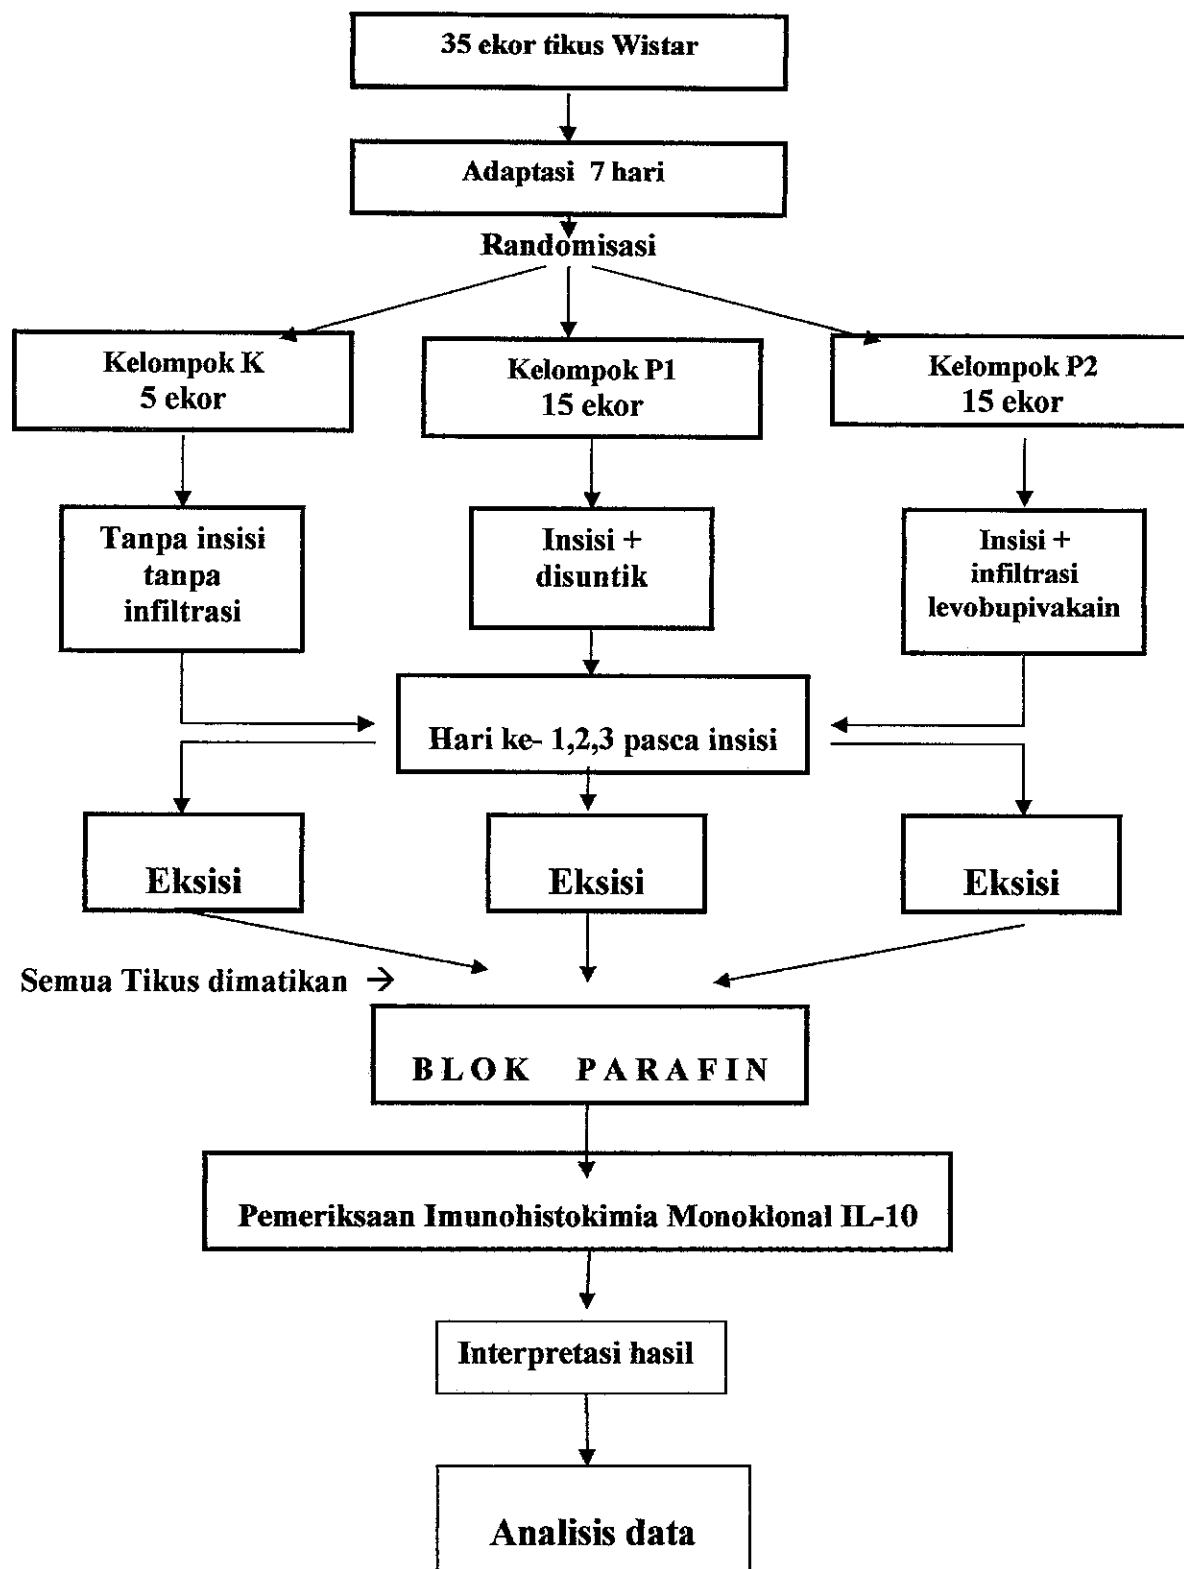 35 ekor tikus Wistar
Adaptasi 7 hari
Randomisasi
Kelompok K
5 ekor
Kelompok P1
15 ekor
Kelompok P2
15 ekor
Tanpa insisi
tanpa
infiltrasi
Insisi +
disuntik
Insisi +
infiltrasi
levobupivakain
Hari ke- 1,2,3 pasca insisi
Eksisi
Eksisi
Eksisi
Semua Tikus dimatikan →
BLOK PARAFIN
Pemeriksaan Imunohistokimia Monoklonal IL-10
Interpretasi hasil
Analisis data